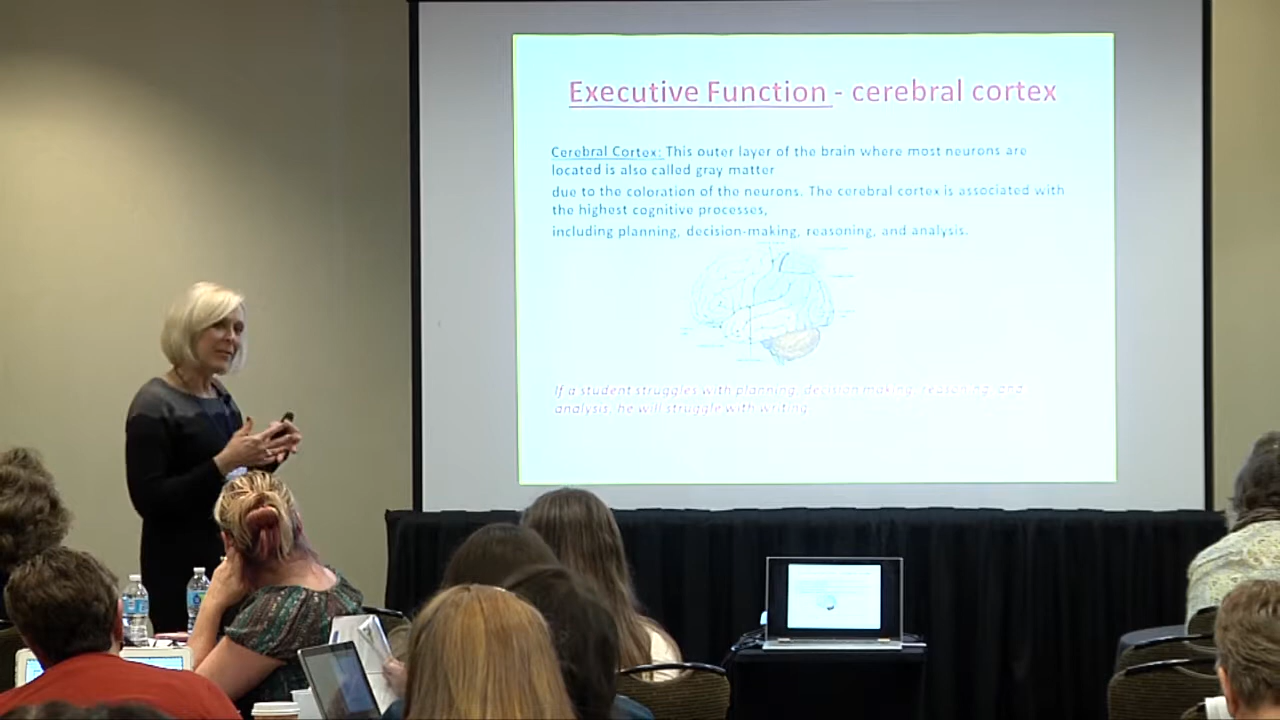 Executive Function - cerebral cortex
Cerebral Cortex: This outer layer of the brain where most neurons are
located is also called gray matter
due to the coloration of the neurons. The cerebral cortex is associated with
the highest cognitive processes,
including planning, decision-making, reasoning, and analysis.
If a student struggles with planning, decision making, reasoning, and
analysis, he will struggle with writing.